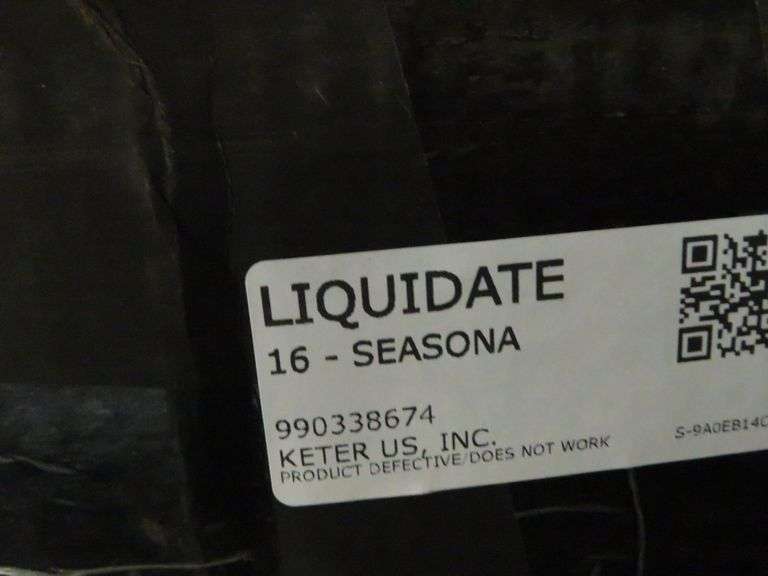 LIQUIDATE
16 - SEASONA
990338674
KETER US, INC.
PRODUCT DEFECTIVE/DOES NOT WORK
S-9A0EB14C